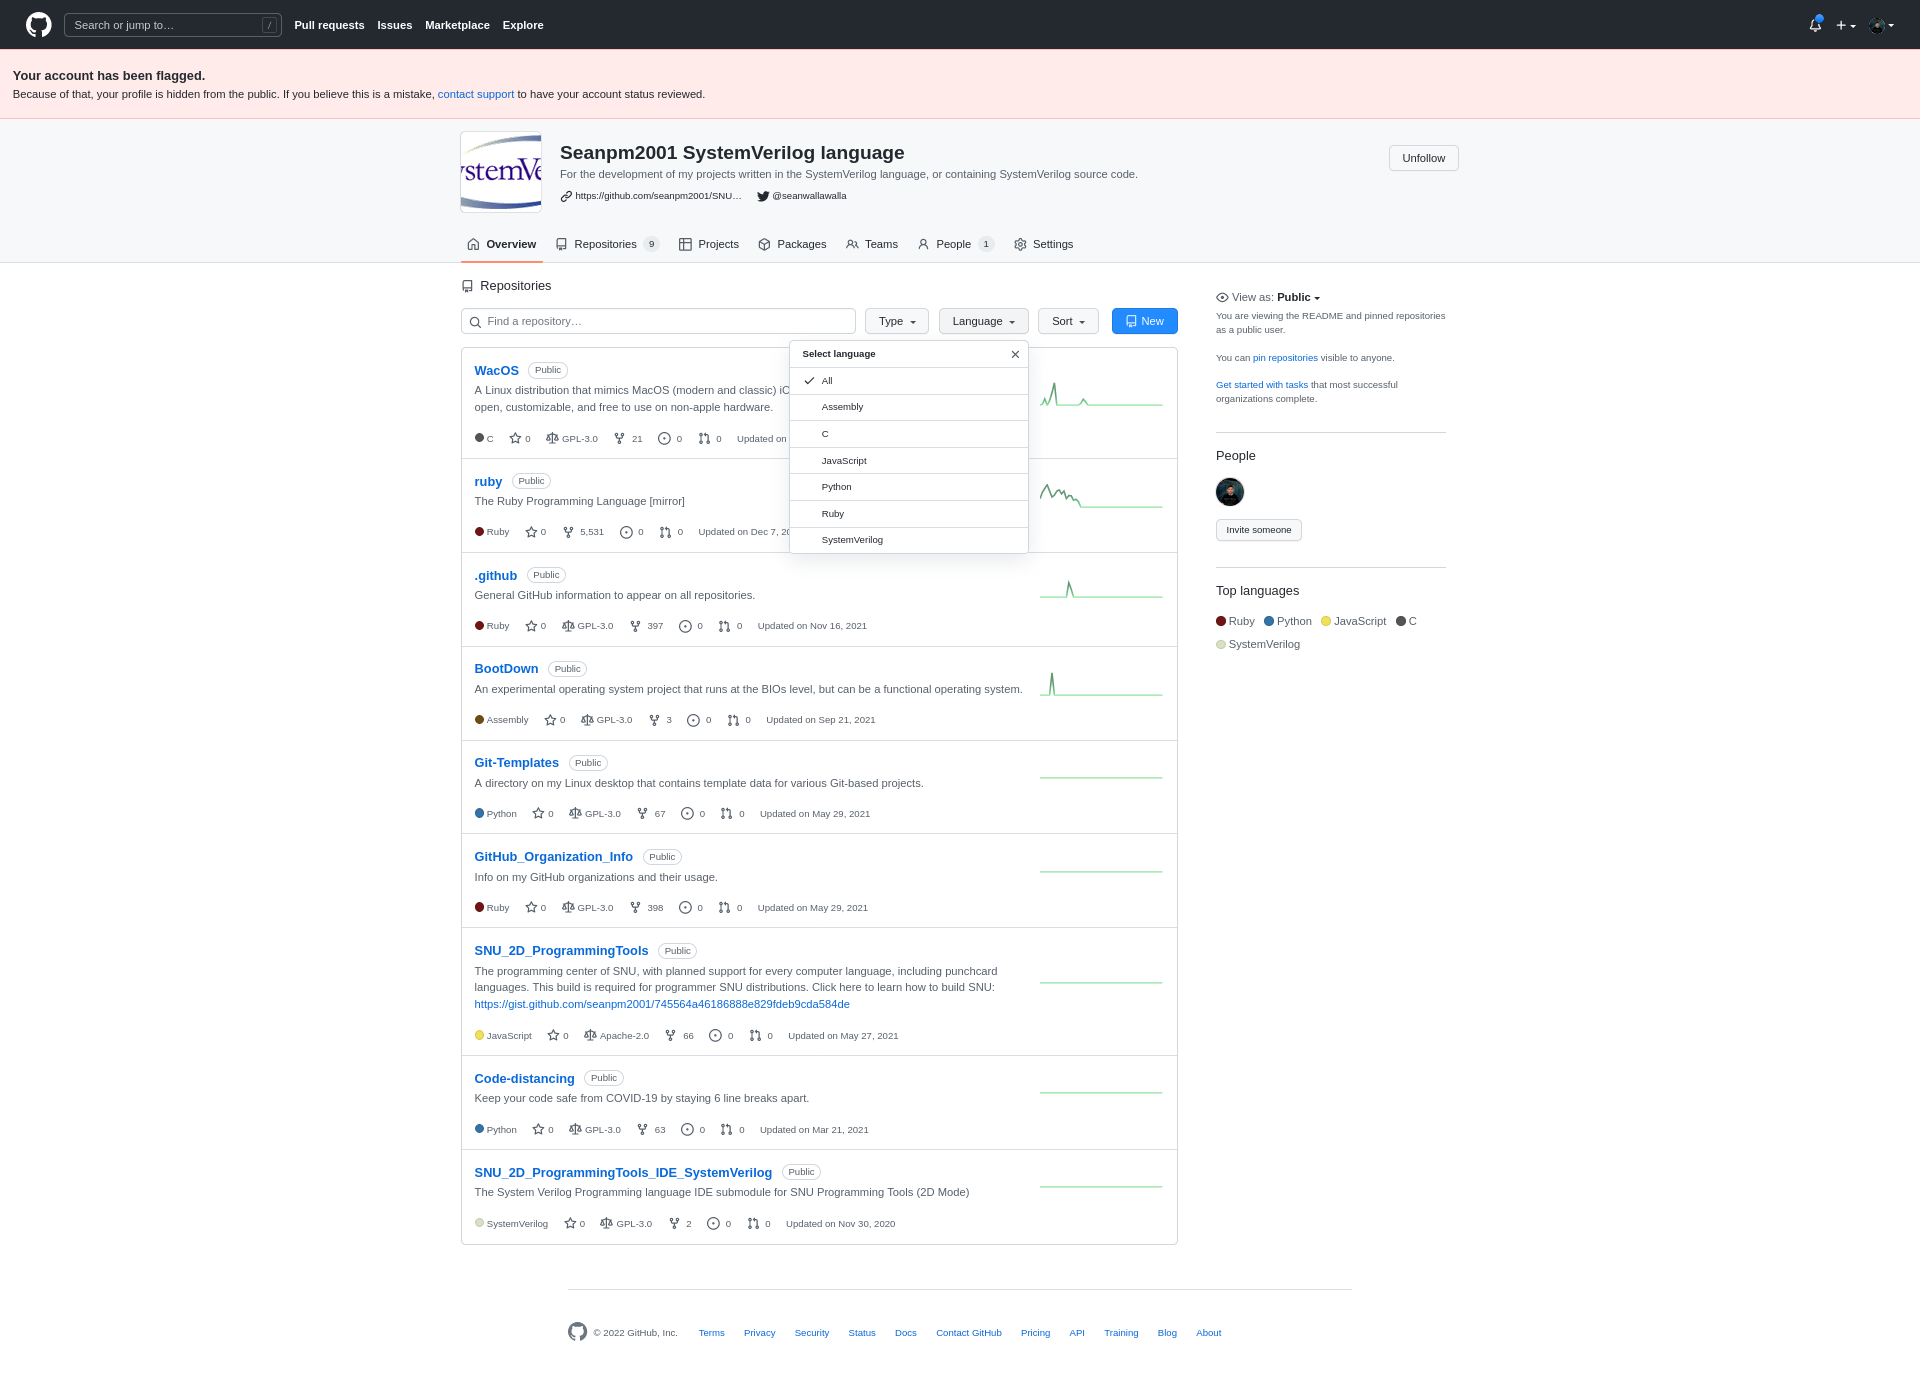 Search or jump to…
/
Pull requests
Issues
Marketplace
Explore
Your account has been flagged.
Because of that, your profile is hidden from the public. If you believe this is a mistake, contact support to have your account status reviewed.
ystemVe
Seanpm2001 SystemVerilog language
For the development of my projects written in the SystemVerilog language, or containing SystemVerilog source code.
https://github.com/seanpm2001/SNU…
@seanwallawalla
Unfollow
Overview
Repositories 9
Projects
Packages
Teams
People 1
Settings
Repositories
Find a repository…
Type
Language
Sort
New
Select language
All
Assembly
C
JavaScript
Python
Ruby
SystemVerilog
WacOS Public
A Linux distribution that mimics MacOS (modern and classic) iO
open, customizable, and free to use on non-apple hardware.
C 0 GPL-3.0 21 0 0 Updated on
ruby Public
The Ruby Programming Language [mirror]
Ruby 0 5,531 0 0 Updated on Dec 7, 20
.github Public
General GitHub information to appear on all repositories.
Ruby 0 GPL-3.0 397 0 0 Updated on Nov 16, 2021
BootDown Public
An experimental operating system project that runs at the BIOs level, but can be a functional operating system.
Assembly 0 GPL-3.0 3 0 0 Updated on Sep 21, 2021
Git-Templates Public
A directory on my Linux desktop that contains template data for various Git-based projects.
Python 0 GPL-3.0 67 0 0 Updated on May 29, 2021
GitHub_Organization_Info Public
Info on my GitHub organizations and their usage.
Ruby 0 GPL-3.0 398 0 0 Updated on May 29, 2021
SNU_2D_ProgrammingTools Public
The programming center of SNU, with planned support for every computer language, including punchcard
languages. This build is required for programmer SNU distributions. Click here to learn how to build SNU:
https://gist.github.com/seanpm2001/745564a46186888e829fdeb9cda584de
JavaScript 0 Apache-2.0 66 0 0 Updated on May 27, 2021
Code-distancing Public
Keep your code safe from COVID-19 by staying 6 line breaks apart.
Python 0 GPL-3.0 63 0 0 Updated on Mar 21, 2021
SNU_2D_ProgrammingTools_IDE_SystemVerilog Public
The System Verilog Programming language IDE submodule for SNU Programming Tools (2D Mode)
SystemVerilog 0 GPL-3.0 2 0 0 Updated on Nov 30, 2020
View as: Public
You are viewing the README and pinned repositories
as a public user.
You can pin repositories visible to anyone.
Get started with tasks that most successful
organizations complete.
People
Invite someone
Top languages
Ruby Python JavaScript C
SystemVerilog
© 2022 GitHub, Inc.
Terms
Privacy
Security
Status
Docs
Contact GitHub
Pricing
API
Training
Blog
About